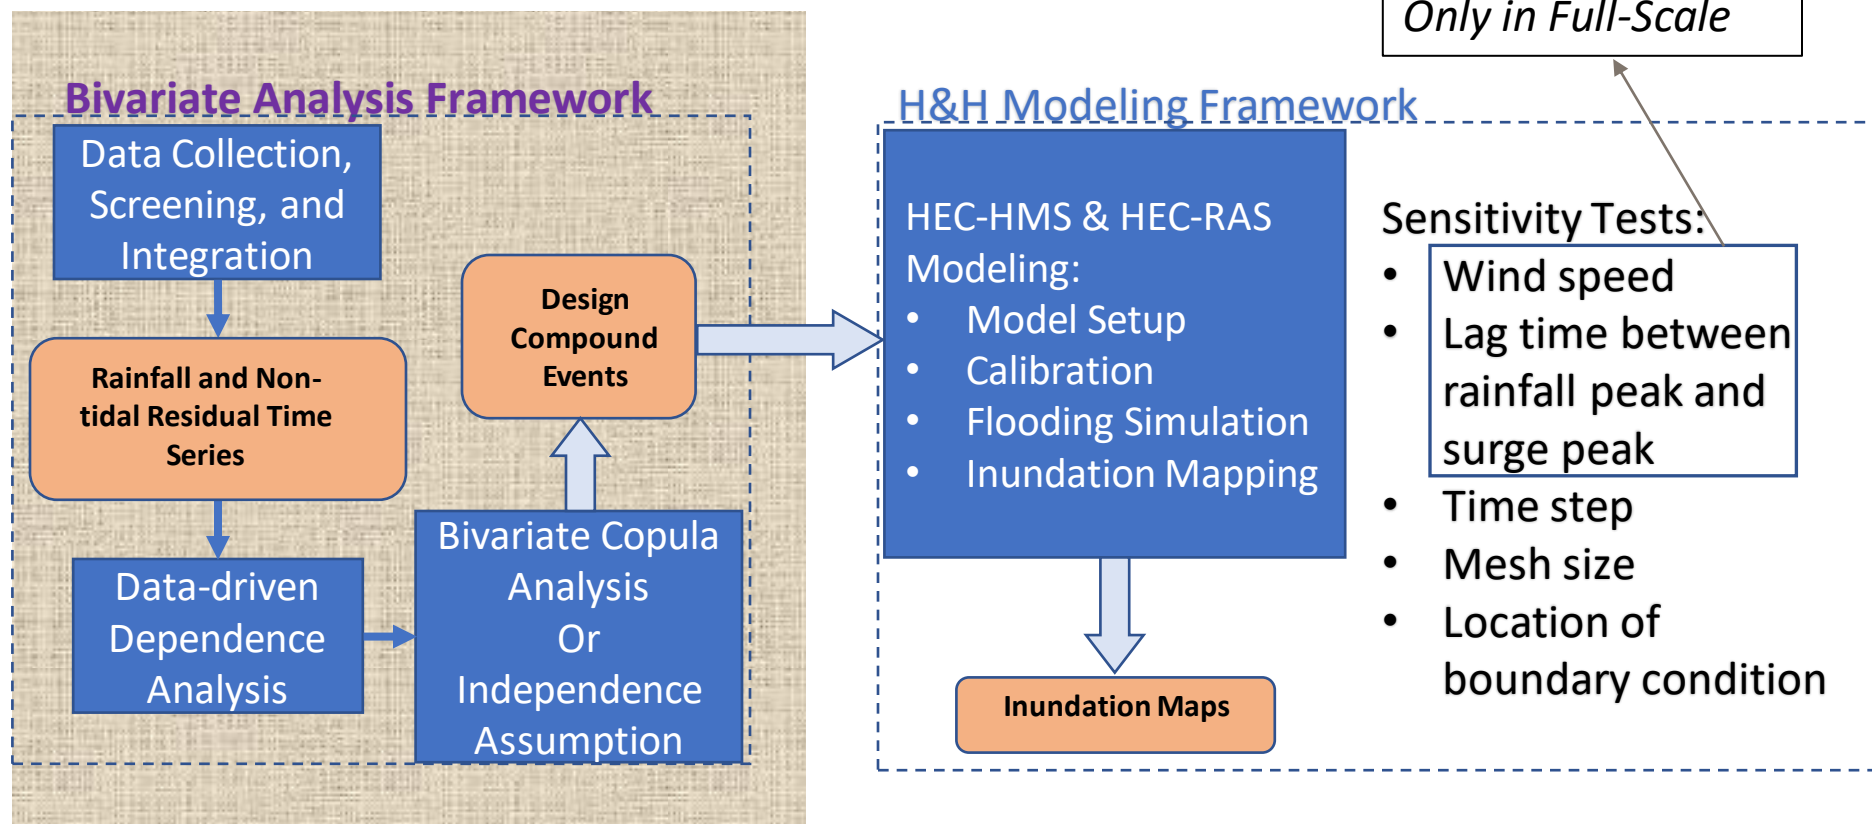 Only in Full-Scale
Bivariate Analysis Framework
Data Collection,
Screening, and
Integration
Rainfall and Non-
tidal Residual Time
Series
Data-driven
Dependence
Analysis
Bivariate Copula
Analysis
Or
Independence
Assumption
Design
Compound
Events
H&H Modeling Framework
HEC-HMS & HEC-RAS
Modeling:
• Model Setup
• Calibration
• Flooding Simulation
• Inundation Mapping
Inundation Maps
Sensitivity Tests:
• Wind speed
• Lag time between
rainfall peak and
surge peak
• Time step
• Mesh size
• Location of
boundary condition